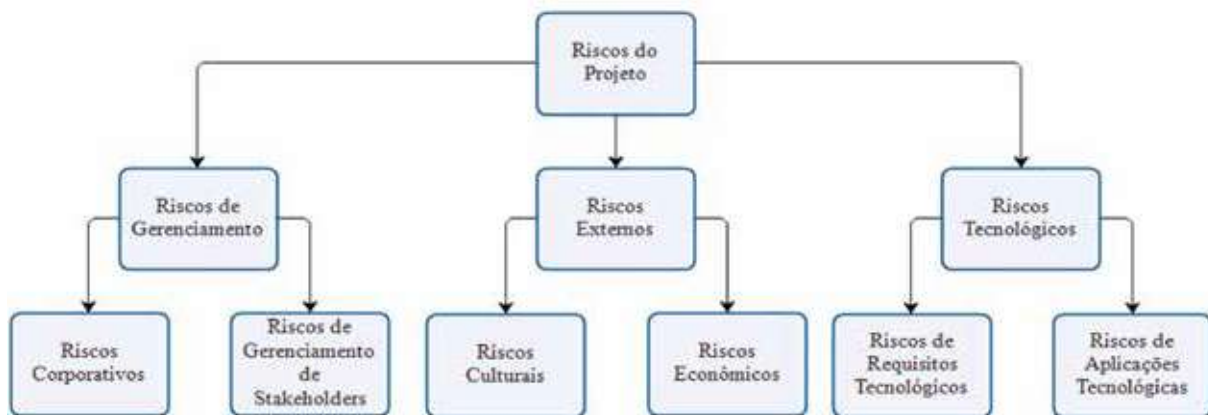 Riscos do
Projeto
Riscos de
Gerenciamento
Riscos
Externos
Riscos
Tecnológicos
Riscos
Corporativos
Riscos de
Gerenciamento
de
Stakeholders
Riscos
Culturais
Riscos
Econômicos
Riscos de
Requisitos
Tecnológicos
Riscos de
Aplicações
Tecnológicas